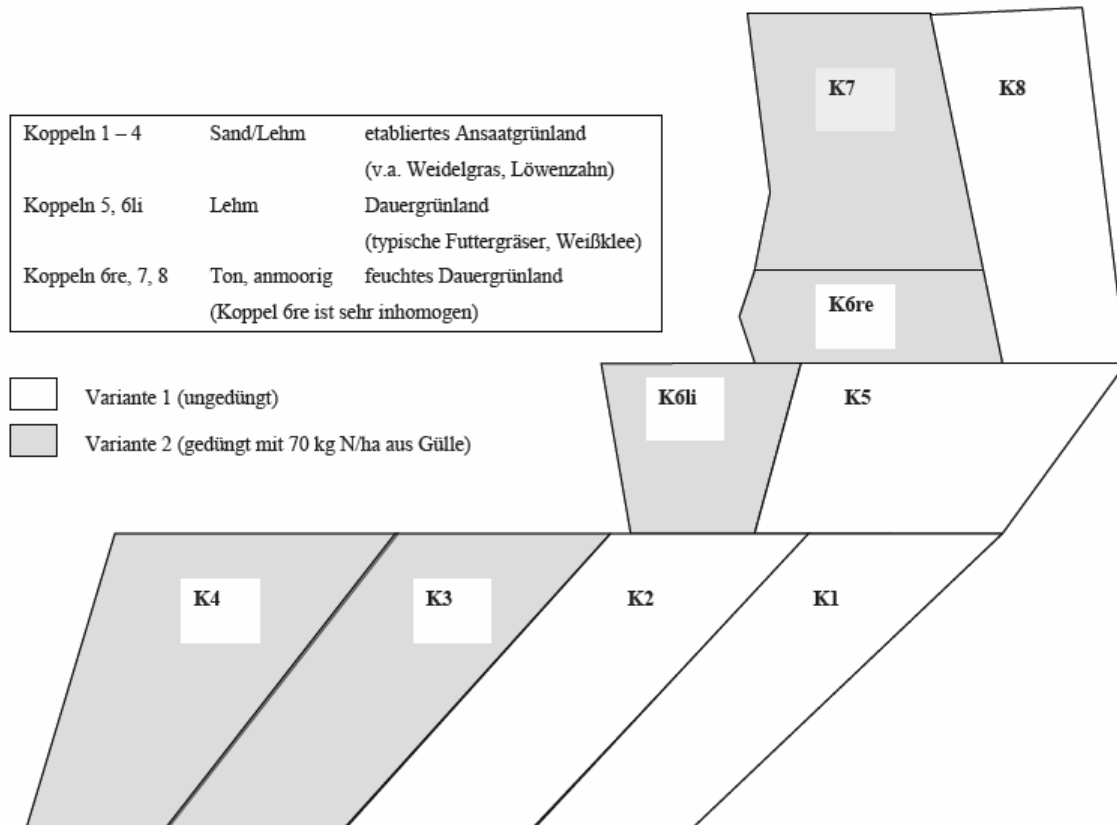 Koppeln 1 – 4 Sand/Lehm etabliertes Ansaatgrünland
(v.a. Weidelgras, Löwenzahn)
Koppeln 5, 6li Lehm Dauergrünland
(typische Futtergräser, Weißklee)
Koppeln 6re, 7, 8 Ton, anmoorig feuchtes Dauergrünland
(Koppel 6re ist sehr inhomogen)
Variante 1 (ungedüngt)
Variante 2 (gedüngt mit 70 kg N/ha aus Gülle)
K7 K8
K6re
K6li K5
K4 K3 K2 K1